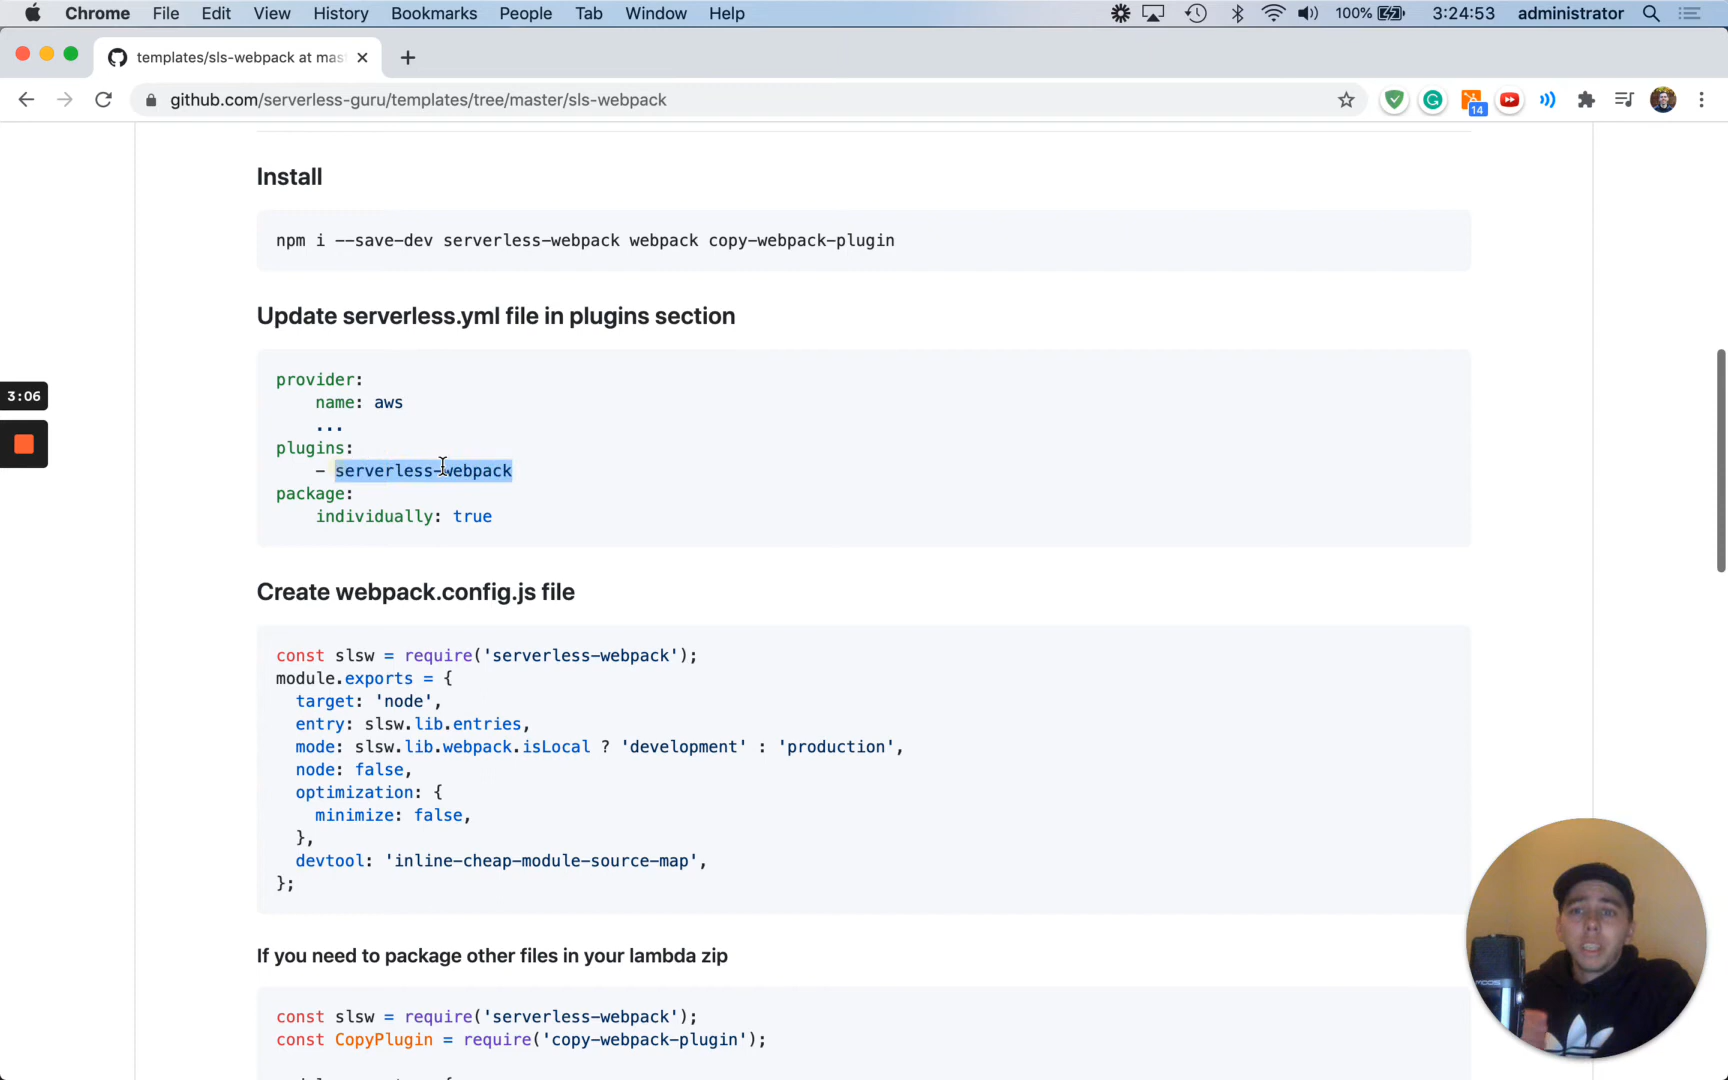 Chrome File Edit View History Bookmarks People Tab Window Help 100% 3:24:53 administrator
templates/sls-webpack at mas
github.com/serverless-guru/templates/tree/master/sls-webpack
14
Install
npm i --save-dev serverless-webpack webpack copy-webpack-plugin
Update serverless.yml file in plugins section
provider:
name: aws
...
plugins:
- serverless-webpack
package:
individually: true
3:06
Create webpack.config.js file
const slsw = require('serverless-webpack');
module.exports = {
target: 'node',
entry: slsw.lib.entries,
mode: slsw.lib.webpack.isLocal ? 'development' : 'production',
node: false,
optimization: {
minimize: false,
},
devtool: 'inline-cheap-module-source-map',
};
If you need to package other files in your lambda zip
const slsw = require('serverless-webpack');
const CopyPlugin = require('copy-webpack-plugin');